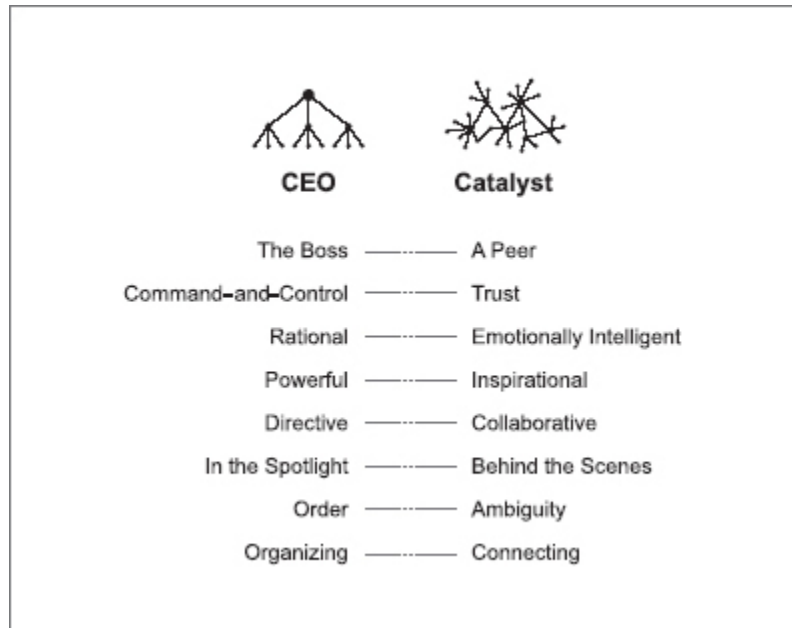 CEO Catalyst
The Boss A Peer
Command-and-Control Trust
Rational Emotionally Intelligent
Powerful Inspirational
Directive Collaborative
In the Spotlight Behind the Scenes
Order Ambiguity
Organizing Connecting